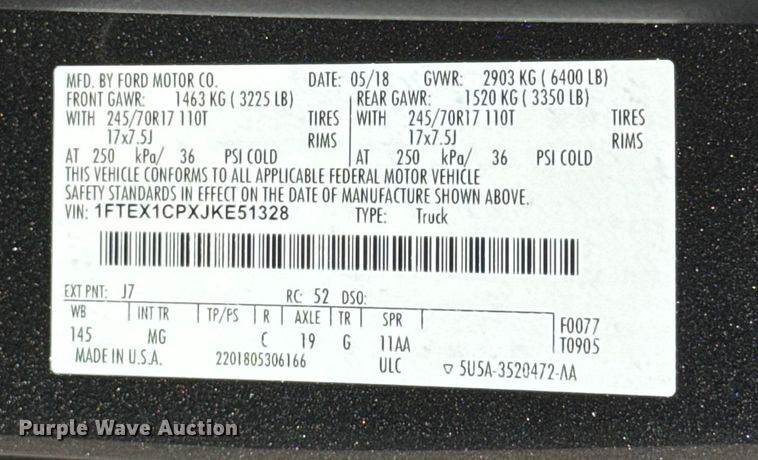 MFD. BY FORD MOTOR CO. DATE: 05/18 GVWR: 2903 KG ( 6400 LB)
FRONT GAWR: 1463 KG ( 3225 LB) REAR GAWR: 1520 KG ( 3350 LB)
WITH 245/70R17 110T TIRES WITH 245/70R17 110T TIRES
17x7.5J RIMS 17x7.5J RIMS
AT 250 kPa/ 36 PSI COLD AT 250 kPa/ 36 PSI COLD
THIS VEHICLE CONFORMS TO ALL APPLICABLE FEDERAL MOTOR VEHICLE
SAFETY STANDARDS IN EFFECT ON THE DATE OF MANUFACTURE SHOWN ABOVE.
VIN: 1FTEX1CPXJKE51328 TYPE: Truck
EXT PNT: J7 RC: 52 DSO:
WB INT TR TP/PS R AXLE TR SPR F0077
145 MG C 19 G 11AA T0905
MADE IN U.S.A. 2201805306166 ULC ▽ 5U5A-3520472-AA
Purple Wave Auction